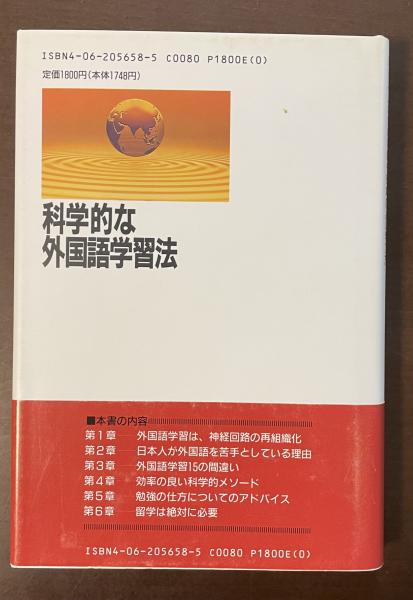 ISBN4-06-205658-5 C0080 P1800E(0)
定価1800円(本体1748円)
科学的な
外国語学習法
■本書の内容
第1章 外国語学習は、神経回路の再組織化
第2章 日本人が外国語を苦手としている理由
第3章 外国語学習15の間違い
第4章 効率の良い科学的メソード
第5章 勉強の仕方についてのアドバイス
第6章 留学は絶対に必要
ISBN4-06-205658-5 C0080 P1800E(0)